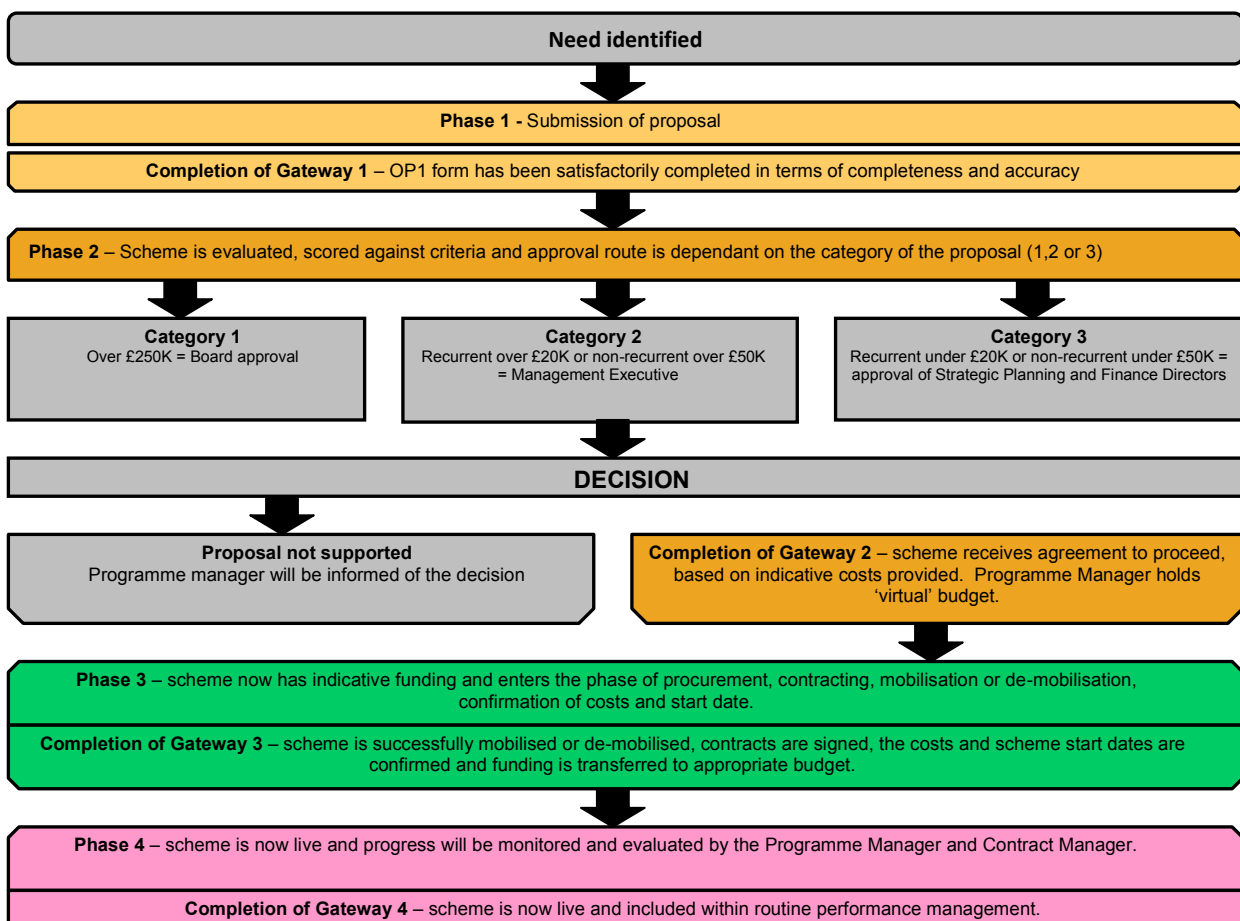 Need identified
Phase 1 - Submission of proposal
Completion of Gateway 1 – OP1 form has been satisfactorily completed in terms of completeness and accuracy
Phase 2 – Scheme is evaluated, scored against criteria and approval route is dependant on the category of the proposal (1,2 or 3)
Category 1
Over £250K = Board approval
Category 2
Recurrent over £20K or non-recurrent over £50K
= Management Executive
Category 3
Recurrent under £20K or non-recurrent under £50K =
approval of Strategic Planning and Finance Directors
DECISION
Proposal not supported
Programme manager will be informed of the decision
Completion of Gateway 2 – scheme receives agreement to proceed,
based on indicative costs provided.  Programme Manager holds
‘virtual’ budget.
Phase 3 – scheme now has indicative funding and enters the phase of procurement, contracting, mobilisation or de-mobilisation,
confirmation of costs and start date.
Completion of Gateway 3 – scheme is successfully mobilised or de-mobilised, contracts are signed, the costs and scheme start dates are
confirmed and funding is transferred to appropriate budget.
Phase 4 – scheme is now live and progress will be monitored and evaluated by the Programme Manager and Contract Manager.
Completion of Gateway 4 – scheme is now live and included within routine performance management.